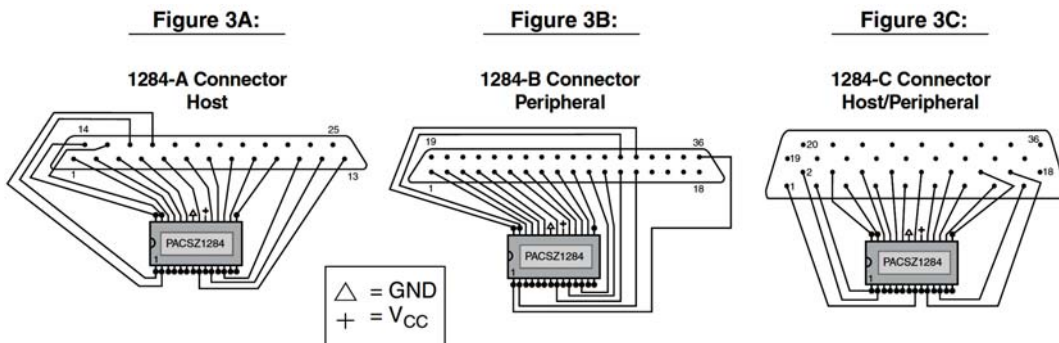 Figure 3A:
1284-A Connector
Host
14
25
1
13
PACSZ1284
1
Figure 3B:
1284-B Connector
Peripheral
19
36
1
18
PACSZ1284
1
Figure 3C:
1284-C Connector
Host/Peripheral
20
36
19
2
18
1
PACSZ1284
1
△ = GND
+ = VCC